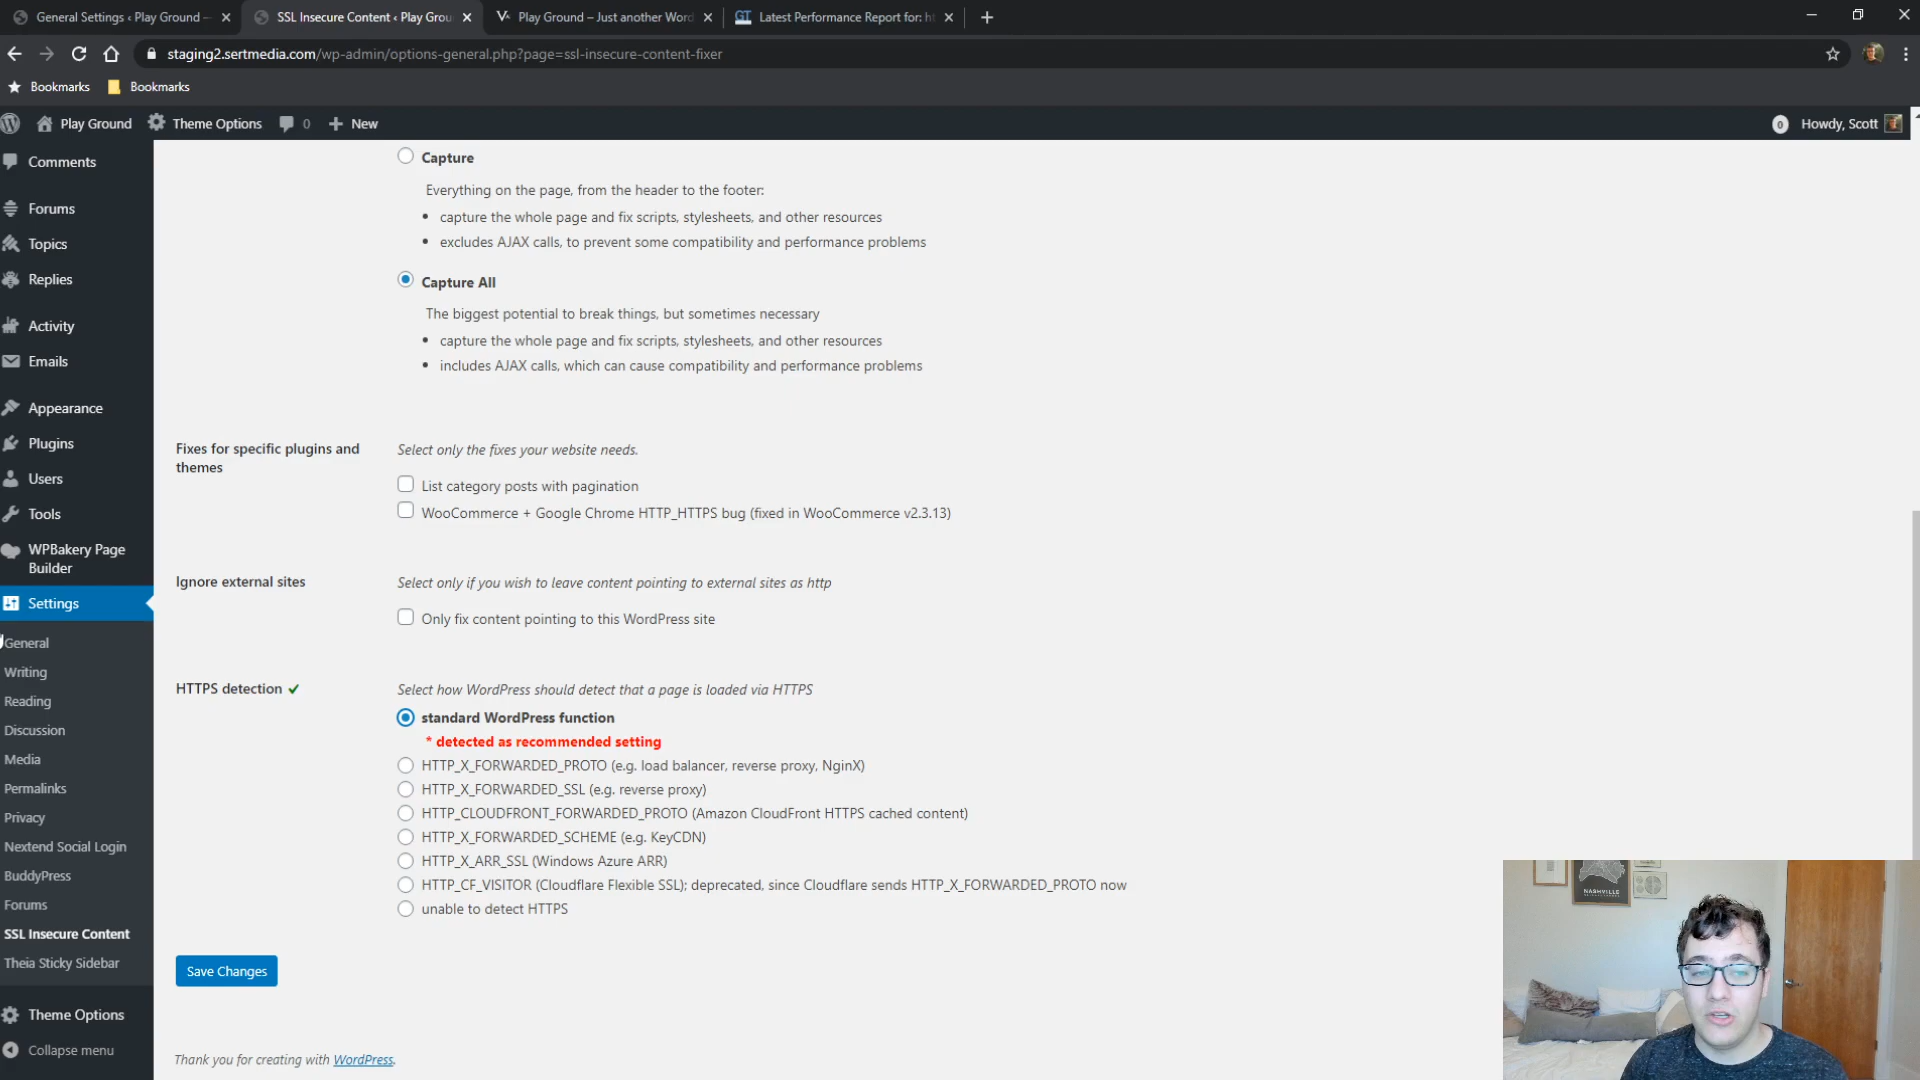 General Settings ‹ Play Ground —
SSL Insecure Content ‹ Play Grou
Play Ground – Just another Word
GT Latest Performance Report for: ht
staging2.sertmedia.com/wp-admin/options-general.php?page=ssl-insecure-content-fixer
Bookmarks
Bookmarks
Play Ground
Theme Options
0
New
0
Howdy, Scott
Comments
Forums
Topics
Replies
Activity
Emails
Appearance
Plugins
Users
Tools
WPBakery Page
Builder
Settings
General
Writing
Reading
Discussion
Media
Permalinks
Privacy
Nextend Social Login
BuddyPress
Forums
SSL Insecure Content
Theia Sticky Sidebar
Theme Options
Collapse menu
Capture
Everything on the page, from the header to the footer:
• capture the whole page and fix scripts, stylesheets, and other resources
• excludes AJAX calls, to prevent some compatibility and performance problems
Capture All
The biggest potential to break things, but sometimes necessary
• capture the whole page and fix scripts, stylesheets, and other resources
• includes AJAX calls, which can cause compatibility and performance problems
Fixes for specific plugins and
themes
Select only the fixes your website needs.
List category posts with pagination
WooCommerce + Google Chrome HTTP_HTTPS bug (fixed in WooCommerce v2.3.13)
Ignore external sites
Select only if you wish to leave content pointing to external sites as http
Only fix content pointing to this WordPress site
HTTPS detection ✔
Select how WordPress should detect that a page is loaded via HTTPS
standard WordPress function
* detected as recommended setting
HTTP_X_FORWARDED_PROTO (e.g. load balancer, reverse proxy, NginX)
HTTP_X_FORWARDED_SSL (e.g. reverse proxy)
HTTP_CLOUDFRONT_FORWARDED_PROTO (Amazon CloudFront HTTPS cached content)
HTTP_X_FORWARDED_SCHEME (e.g. KeyCDN)
HTTP_X_ARR_SSL (Windows Azure ARR)
HTTP_CF_VISITOR (Cloudflare Flexible SSL); deprecated, since Cloudflare sends HTTP_X_FORWARDED_PROTO now
unable to detect HTTPS
Save Changes
Thank you for creating with WordPress.
NASHVILLE